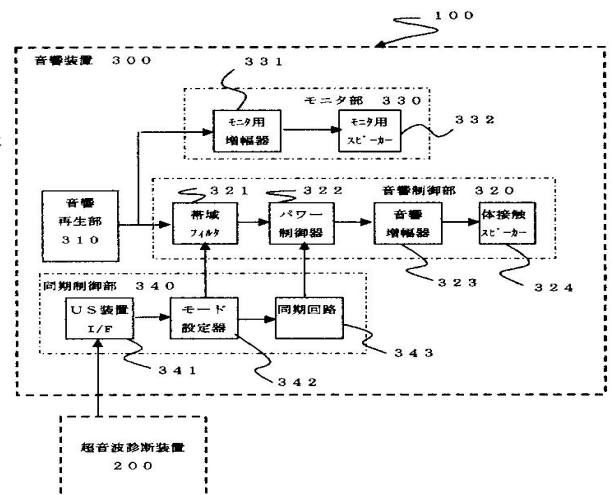 100
音響装置 300
331
モニタ部 330
モニタ用
増幅器
モニタ用
スピーカー
332
321
322
音響制御部 320
音響
再生部
310
帯域
フィルタ
パワー
制御器
音響
増幅器
体接触
スピーカー
323
324
同期制御部 340
US装置
I/F
モード
設定器
同期回路
341
342
343
超音波診断装置
200